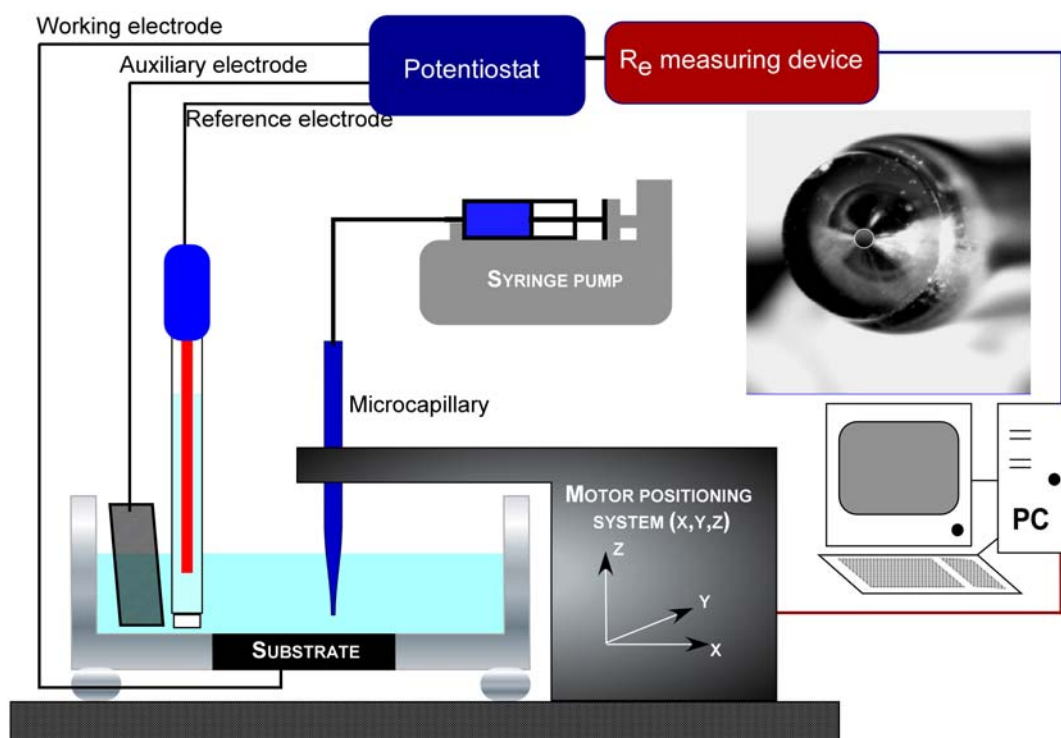 Working electrode
Auxiliary electrode
Reference electrode
Potentiostat
Re measuring device
SYRINGE PUMP
Microcapillary
MOTOR POSITIONING
SYSTEM (X,Y,Z)
Z
Y
X
PC
SUBSTRATE